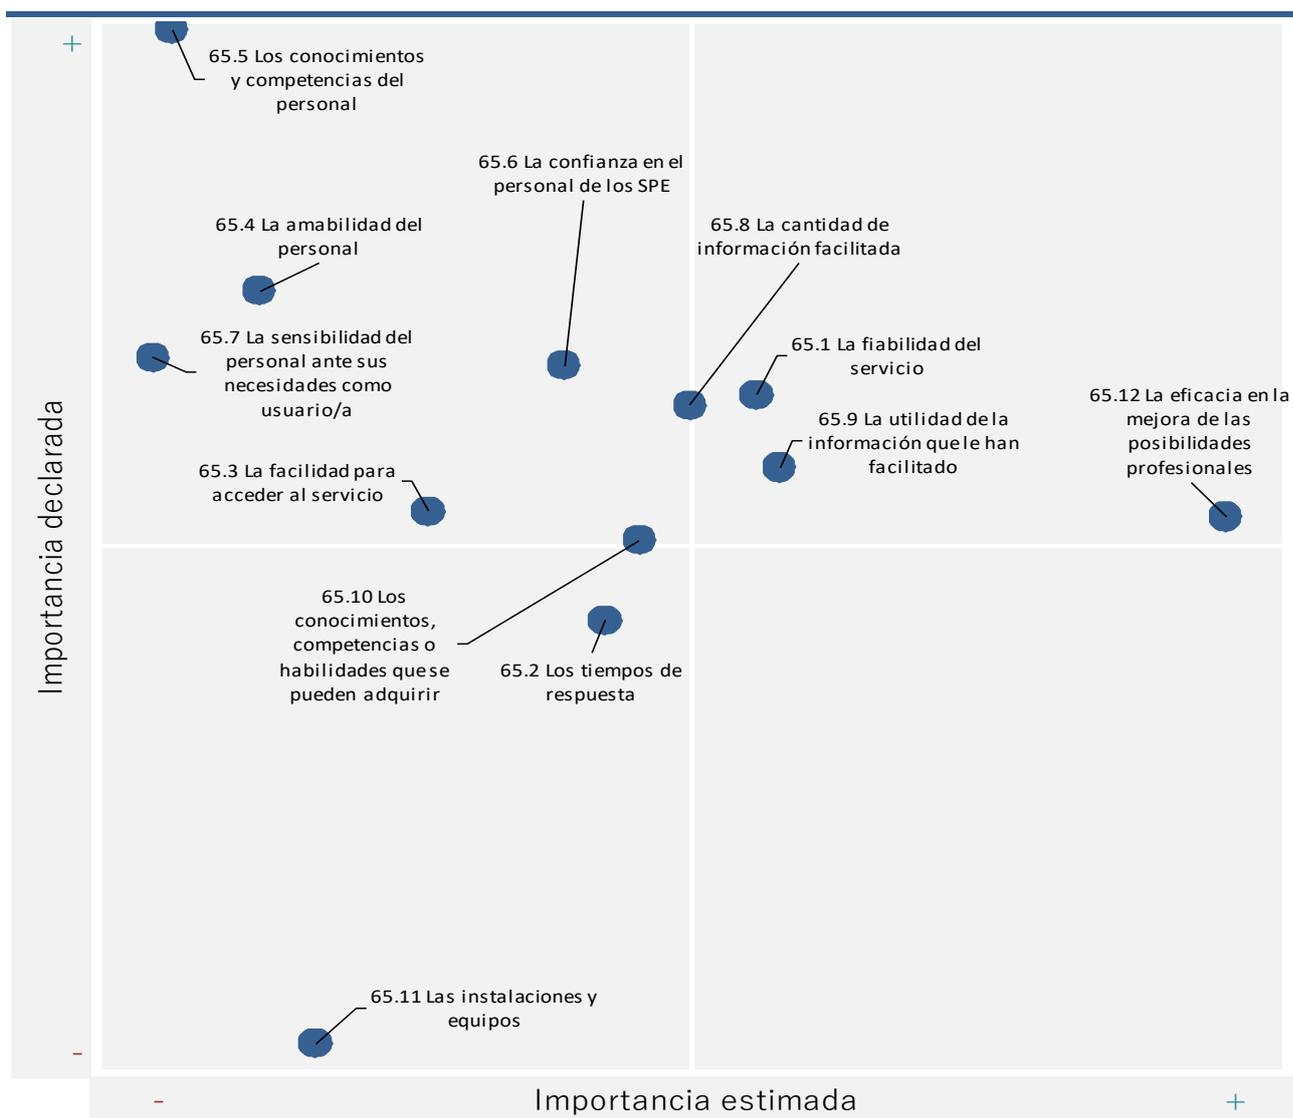 +
65.5 Los conocimientos
y competencias del
personal
65.6 La confianza en el
personal de los SPE
65.4 La amabilidad del
personal
65.8 La cantidad de
información facilitada
65.7 La sensibilidad del
personal ante sus
necesidades como
usuario/a
65.1 La fiabilidad del
servicio
65.12 La eficacia en la
mejora de las
posibilidades
profesionales
65.9 La utilidad de la
información que le han
facilitado
65.3 La facilidad para
acceder al servicio
Importancia declarada
65.10 Los
conocimientos,
competencias o
habilidades que se
pueden adquirir
65.2 Los tiempos de
respuesta
65.11 Las instalaciones y
equipos
-
- Importancia estimada +